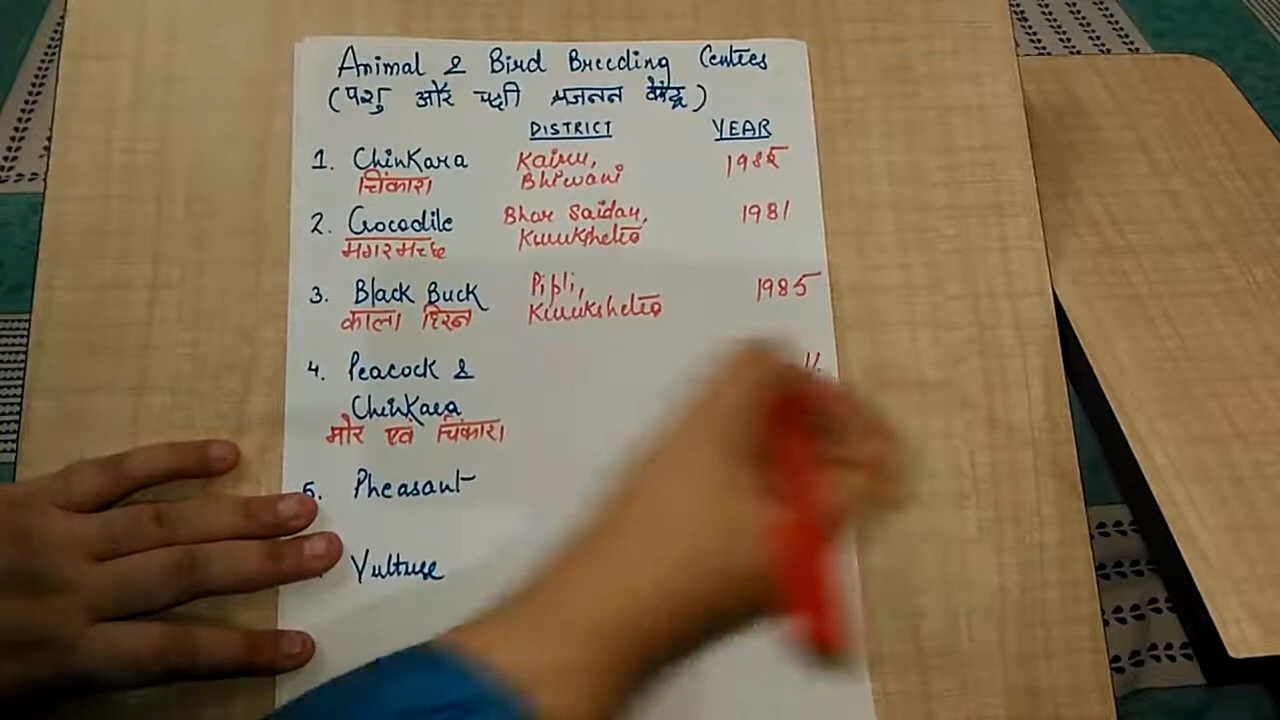 Animal & Bird Breeding Centres
(पशु और पक्षी प्रजनन केंद्र)
DISTRICT YEAR
1. Chinkara Kairu, 1985
चिंकारा Bhiwani
2. Crocodile Bhor Saidan, 1981
मगरमच्छ Kurukshetra
3. Black Buck Pipli, 1985
काला हिरन Kurukshetra
4. Peacock &
Chinkara
मोर एवं चिंकारा
5. Pheasant
Vulture